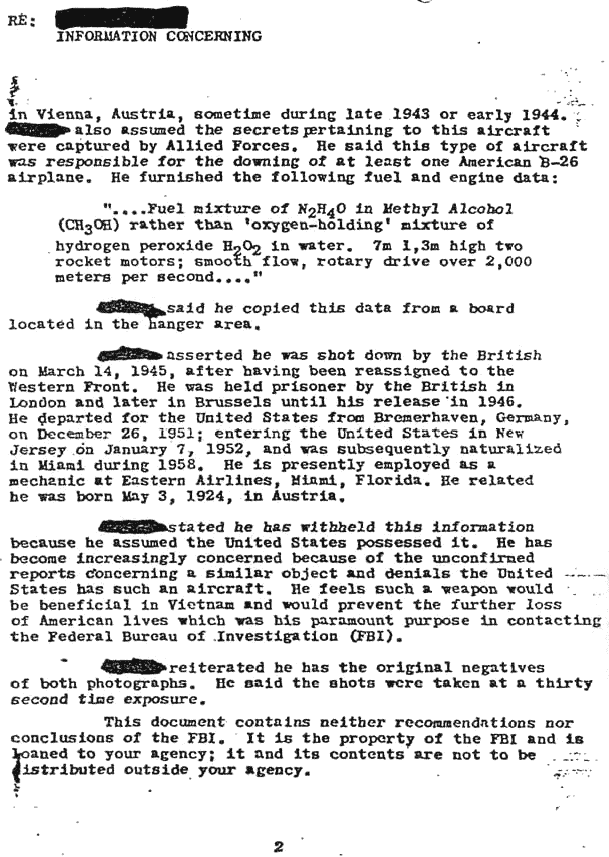 RE:
INFORMATION CONCERNING
in Vienna, Austria, sometime during late 1943 or early 1944.
also assumed the secrets pertaining to this aircraft
were captured by Allied Forces. He said this type of aircraft
was responsible for the downing of at least one American B-26
airplane. He furnished the following fuel and engine data:
"....Fuel mixture of N2H4O in Methyl Alcohol
(CH3OH) rather than 'oxygen-holding' mixture of
hydrogen peroxide H2O2 in water. 7m 1,3m high two
rocket motors; smooth flow, rotary drive over 2,000
meters per second...."
said he copied this data from a board
located in the hanger area.
asserted he was shot down by the British
on March 14, 1945, after having been reassigned to the
Western Front. He was held prisoner by the British in
London and later in Brussels until his release in 1946.
He departed for the United States from Bremerhaven, Germany,
on December 26, 1951; entering the United States in New
Jersey on January 7, 1952, and was subsequently naturalized
in Miami during 1958. He is presently employed as a
mechanic at Eastern Airlines, Miami, Florida. He related
he was born May 3, 1924, in Austria.
stated he has withheld this information
because he assumed the United States possessed it. He has
become increasingly concerned because of the unconfirmed
reports concerning a similar object and denials the United
States has such an aircraft. He feels such a weapon would
be beneficial in Vietnam and would prevent the further loss
of American lives which was his paramount purpose in contacting
the Federal Bureau of Investigation (FBI).
reiterated he has the original negatives
of both photographs. He said the shots were taken at a thirty
second time exposure.
This document contains neither recommendations nor
conclusions of the FBI. It is the property of the FBI and is
loaned to your agency; it and its contents are not to be
distributed outside your agency.
2